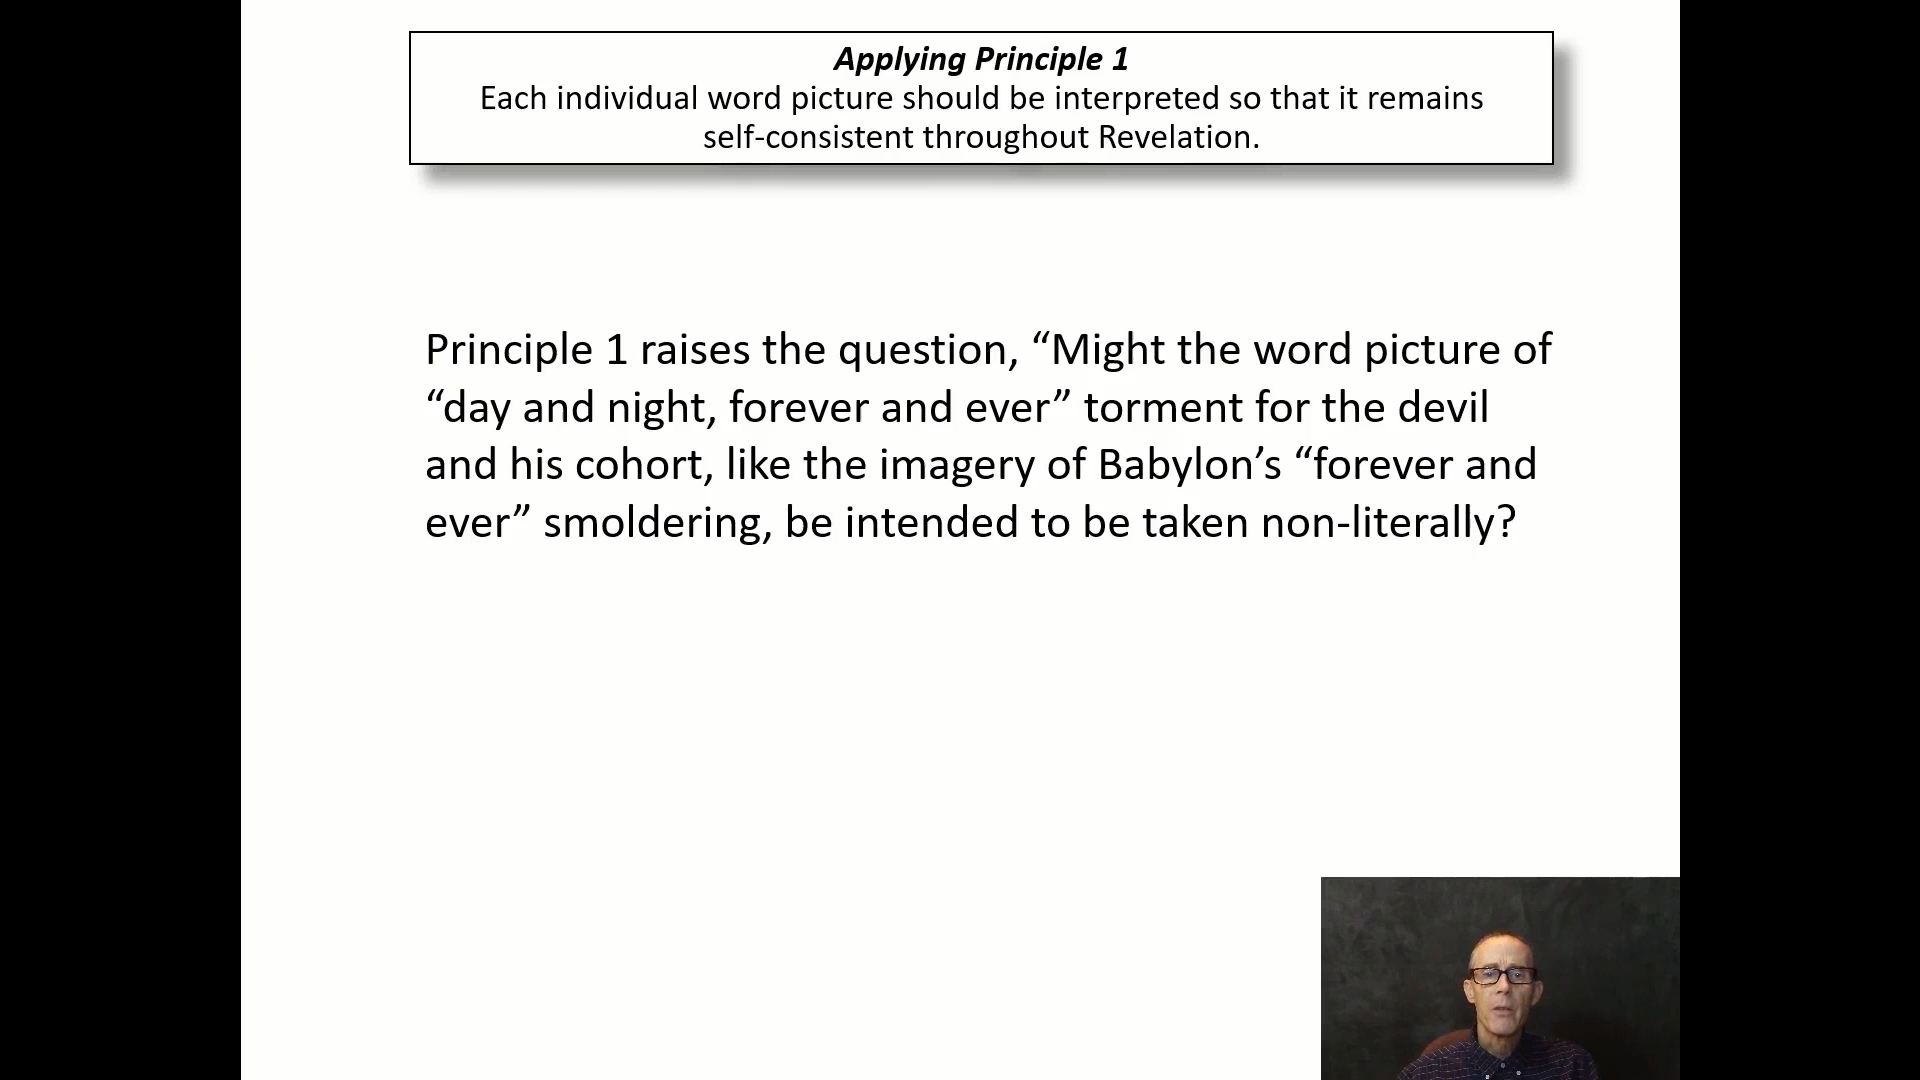 Applying Principle 1
Each individual word picture should be interpreted so that it remains
self-consistent throughout Revelation.
Principle 1 raises the question, “Might the word picture of
“day and night, forever and ever” torment for the devil
and his cohort, like the imagery of Babylon’s “forever and
ever” smoldering, be intended to be taken non-literally?